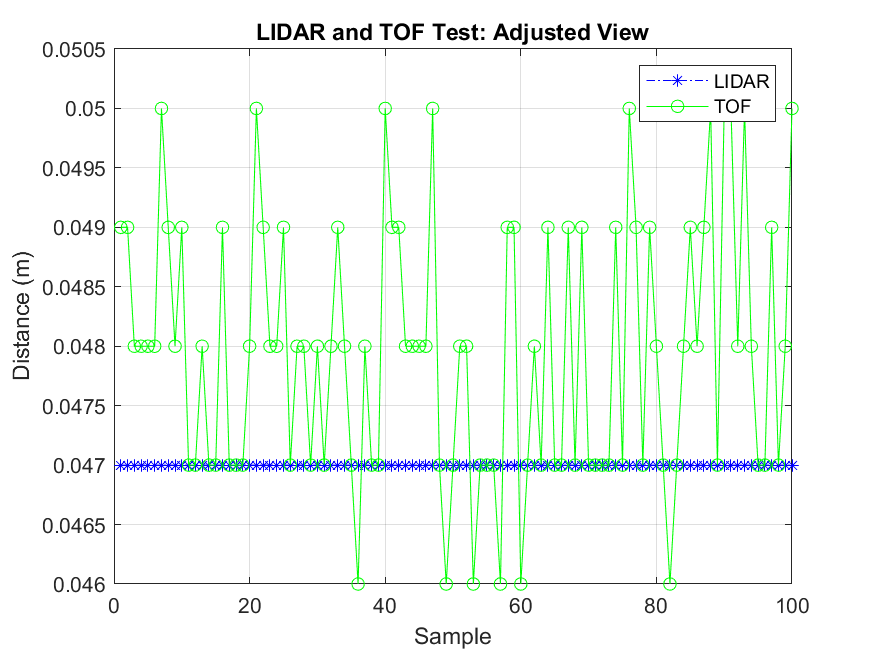 LIDAR and TOF Test: Adjusted View
0.0505
0.05
0.0495
0.049
0.0485
0.048
0.0475
0.047
0.0465
0.046
Distance (m)
LIDAR
TOF
0 20 40 60 80 100
Sample